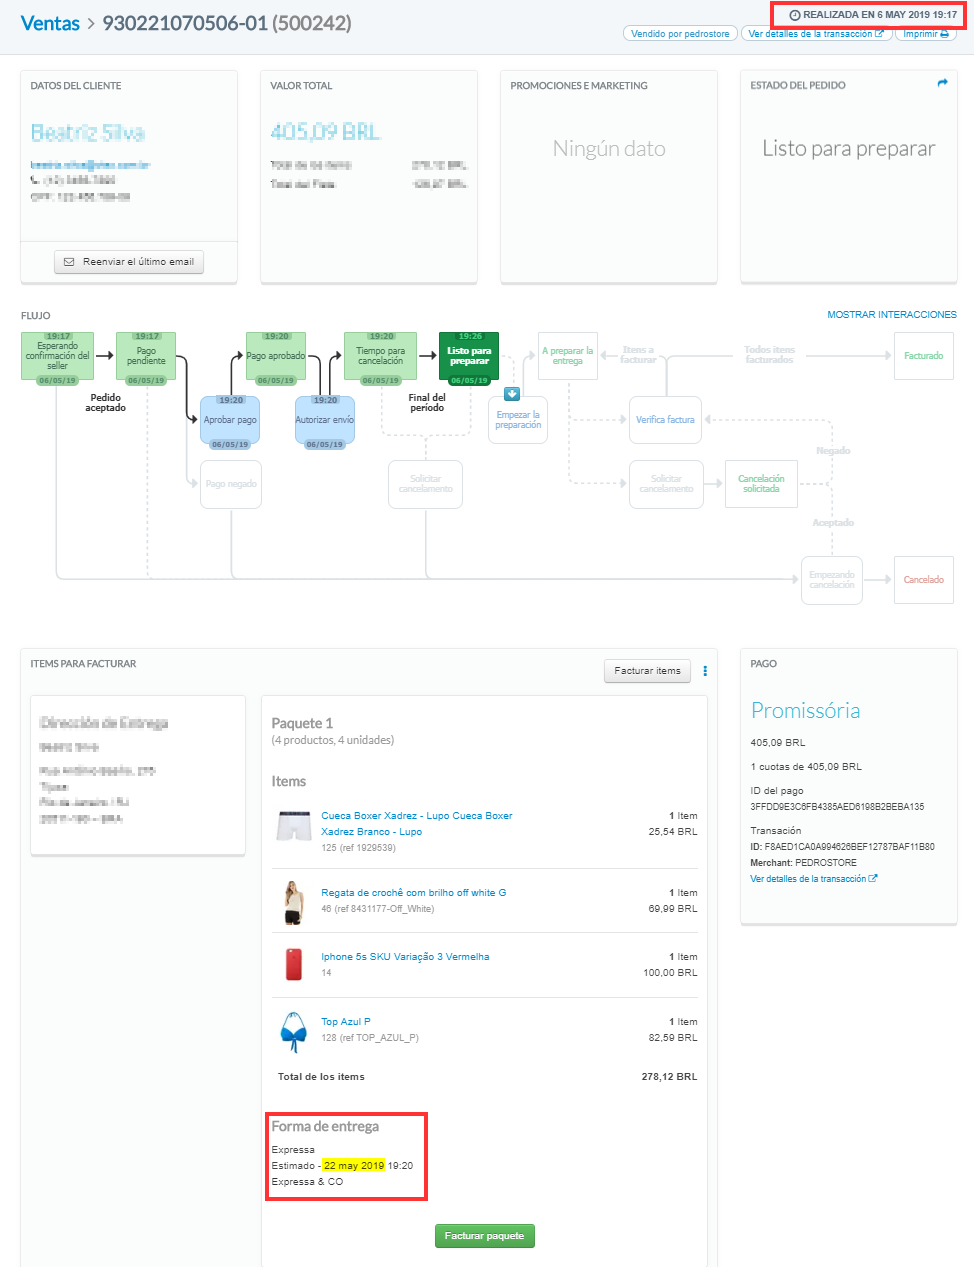 Ventas > 930221070506-01 (500242)
REALIZADA EN 6 MAY 2019 19:17
Vendido por pedrostore
Ver detalles de la transacción
Imprimir
DATOS DEL CLIENTE
Beatriz Silva
Reenviar el último email
VALOR TOTAL
405,09 BRL
Total de los items 278,12 BRL
PROMOCIONES E MARKETING
Ningún dato
ESTADO DEL PEDIDO
Listo para preparar
FLUJO
MOSTRAR INTERACCIONES
19:17
Esperando
confirmación del
seller
06/05/19
Pedido
aceptado
19:17
Pago
pendiente
06/05/19
19:20
Pago aprobado
06/05/19
19:20
Aprobar pago
06/05/19
Pago negado
19:20
Autorizar envío
06/05/19
19:20
Tiempo para
cancelación
06/05/19
Final del
período
Solicitar
cancelamento
19:26
Listo para
preparar
06/05/19
Empezar la
preparación
A preparar la
entrega
Itens a
facturar
Todos itens
facturados
Facturado
Verifica factura
Negado
Solicitar
cancelamento
Cancelación
solicitada
Aceptado
Empezando
cancelación
Cancelado
ITEMS PARA FACTURAR
Facturar items
Dirección de Entrega
Beatriz Silva
Paquete 1
(4 productos, 4 unidades)
Items
Cueca Boxer Xadrez - Lupo Cueca Boxer
Xadrez Branco - Lupo
125 (ref 1929539)
1 Item
25,54 BRL
Regata de crochê com brilho off white G
46 (ref 8431177-Off_White)
1 Item
69,99 BRL
Iphone 5s SKU Variação 3 Vermelha
14
1 Item
100,00 BRL
Top Azul P
128 (ref TOP_AZUL_P)
1 Item
82,59 BRL
Total de los items 278,12 BRL
Forma de entrega
Expressa
Estimado - 22 may 2019 19:20
Expressa & CO
Facturar paquete
PAGO
Promissória
405,09 BRL
1 cuotas de 405,09 BRL
ID del pago
3FFDD9E3C6FB4385AED6198B2BEBA135
Transación
ID: F8AED1CA0A994626BEF12787BAF11B80
Merchant: PEDROSTORE
Ver detalles de la transacción